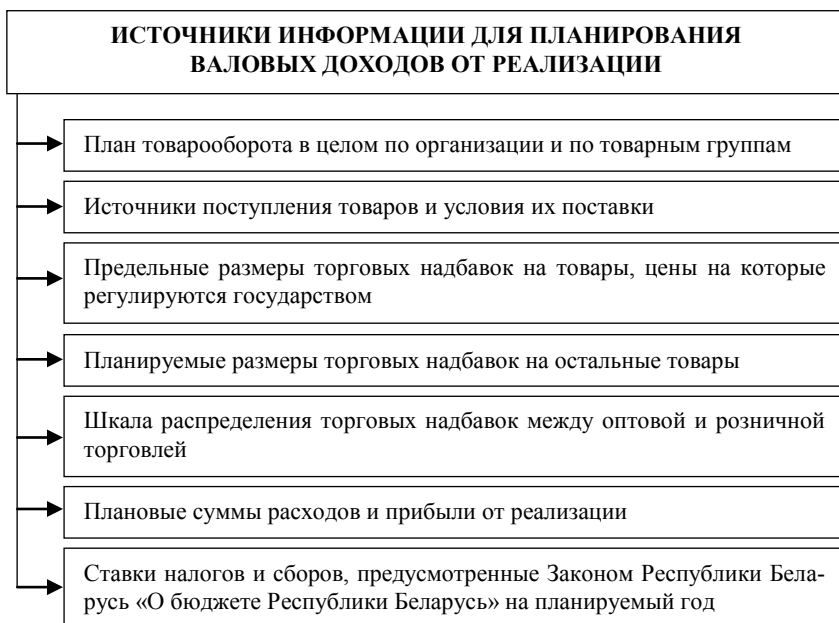 ИСТОЧНИКИ ИНФОРМАЦИИ ДЛЯ ПЛАНИРОВАНИЯ
ВАЛОВЫХ ДОХОДОВ ОТ РЕАЛИЗАЦИИ
План товарооборота в целом по организации и по товарным группам
Источники поступления товаров и условия их поставки
Предельные размеры торговых надбавок на товары, цены на которые
регулируются государством
Планируемые размеры торговых надбавок на остальные товары
Шкала распределения торговых надбавок между оптовой и розничной
торговлей
Плановые суммы расходов и прибыли от реализации
Ставки налогов и сборов, предусмотренные Законом Республики Бела-
русь «О бюджете Республики Беларусь» на планируемый год